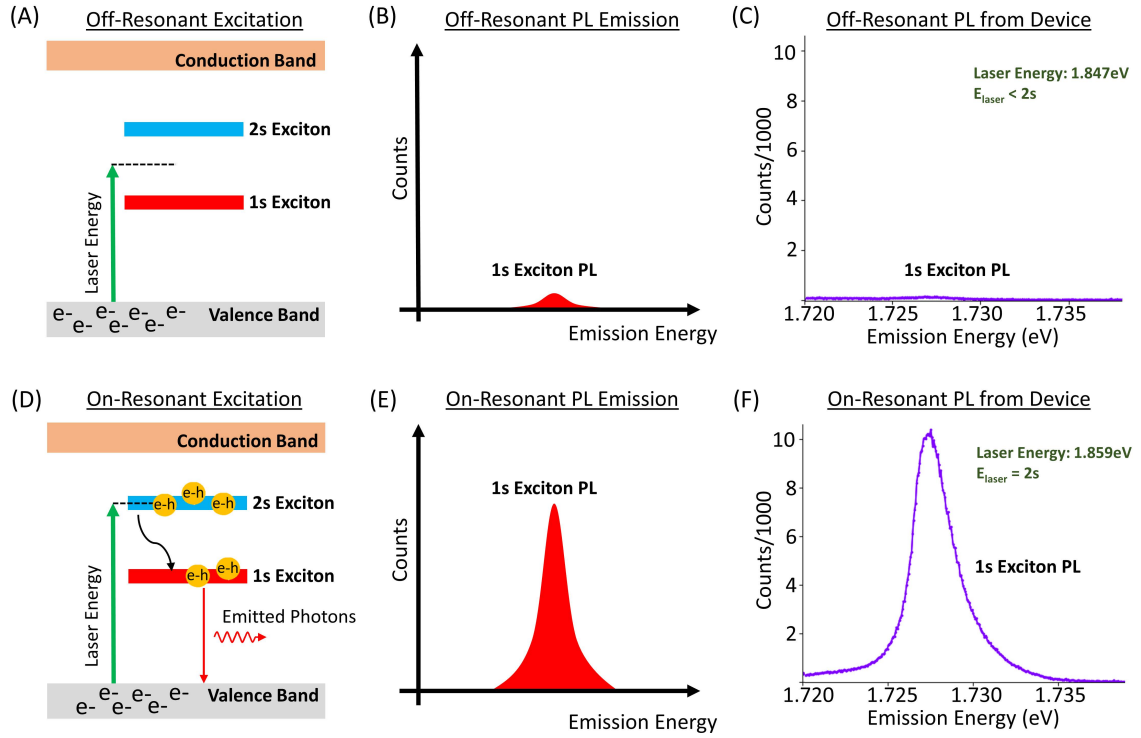 (A)
Off-Resonant Excitation
Conduction Band
2s Exciton
1s Exciton
Laser Energy
e- e- e- e- e- e- e-
Valence Band
(B)
Off-Resonant PL Emission
Counts
1s Exciton PL
Emission Energy
(C)
Off-Resonant PL from Device
Laser Energy: 1.847eV
E_laser < 2s
Counts/1000
10
8
6
4
2
1s Exciton PL
1.720 1.725 1.730 1.735
Emission Energy (eV)
(D)
On-Resonant Excitation
Conduction Band
e-h e-h e-h
2s Exciton
e-h e-h
1s Exciton
Emitted Photons
Laser Energy
e- e- e- e- e- e-
Valence Band
(E)
On-Resonant PL Emission
Counts
1s Exciton PL
Emission Energy
(F)
On-Resonant PL from Device
Laser Energy: 1.859eV
E_laser = 2s
Counts/1000
10
8
6
4
2
1s Exciton PL
1.720 1.725 1.730 1.735
Emission Energy (eV)